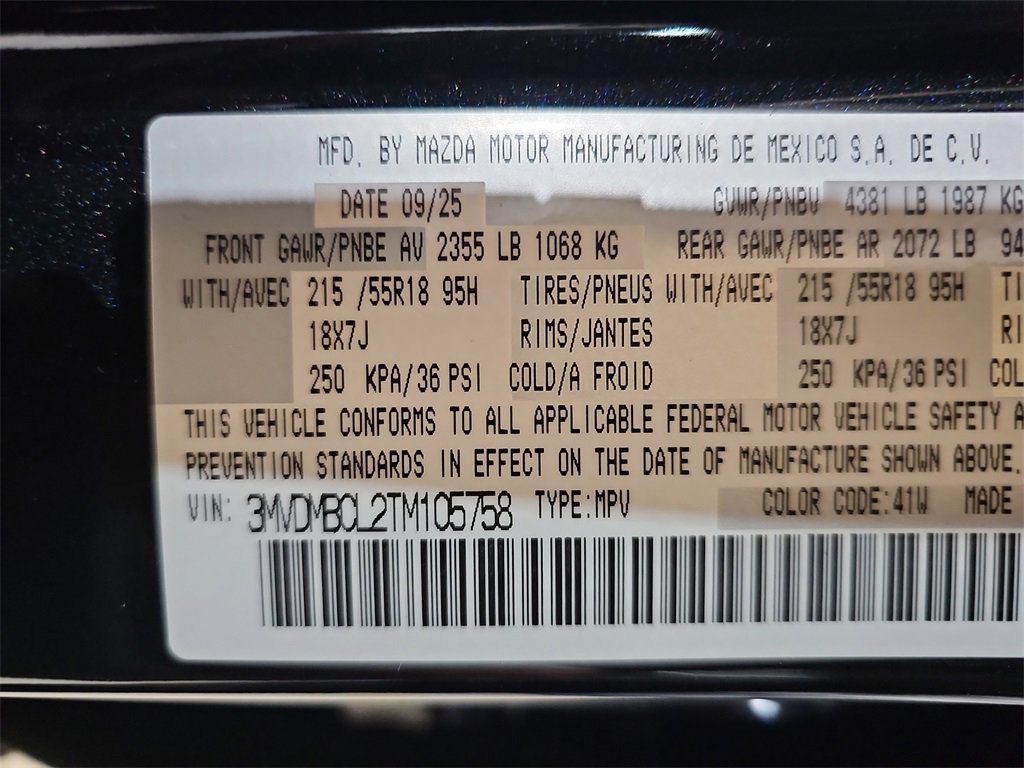 MFD. BY MAZDA MOTOR MANUFACTURING DE MEXICO S.A. DE C.V.
DATE 09/25 GVWR/PNBV 4381 LB 1987 KG
FRONT GAWR/PNBE AV 2355 LB 1068 KG REAR GAWR/PNBE AR 2072 LB 94
WITH/AVEC 215 /55R18 95H TIRES/PNEUS WITH/AVEC 215 /55R18 95H TI
18X7J RIMS/JANTES 18X7J RI
250 KPA/36 PSI COLD/A FROID 250 KPA/36 PSI COL
THIS VEHICLE CONFORMS TO ALL APPLICABLE FEDERAL MOTOR VEHICLE SAFETY A
PREVENTION STANDARDS IN EFFECT ON THE DATE OF MANUFACTURE SHOWN ABOVE.
VIN: 3MVDMBCL2TM105758 TYPE:MPV COLOR CODE:41W MADE